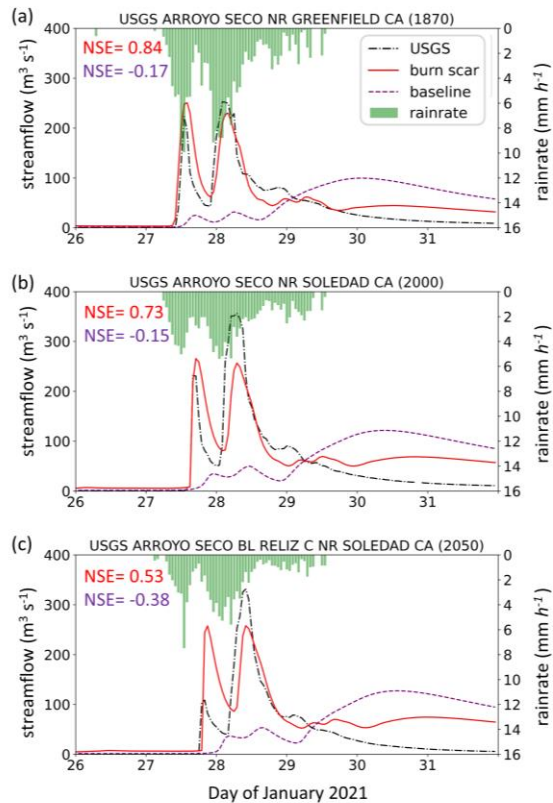 (a) USGS ARROYO SECO NR GREENFIELD CA (1870)
NSE= 0.84
NSE= -0.17
USGS
burn scar
baseline
rainrate
streamflow (m³ s⁻¹)
400
300
200
100
0
rainrate (mm h⁻¹)
0
2
4
6
8
10
12
14
16
26 27 28 29 30 31
(b) USGS ARROYO SECO NR SOLEDAD CA (2000)
NSE= 0.73
NSE= -0.15
streamflow (m³ s⁻¹)
400
300
200
100
0
rainrate (mm h⁻¹)
0
2
4
6
8
10
12
14
16
26 27 28 29 30 31
(c) USGS ARROYO SECO BL RELIZ C NR SOLEDAD CA (2050)
NSE= 0.53
NSE= -0.38
streamflow (m³ s⁻¹)
400
300
200
100
0
rainrate (mm h⁻¹)
0
2
4
6
8
10
12
14
16
26 27 28 29 30 31
Day of January 2021